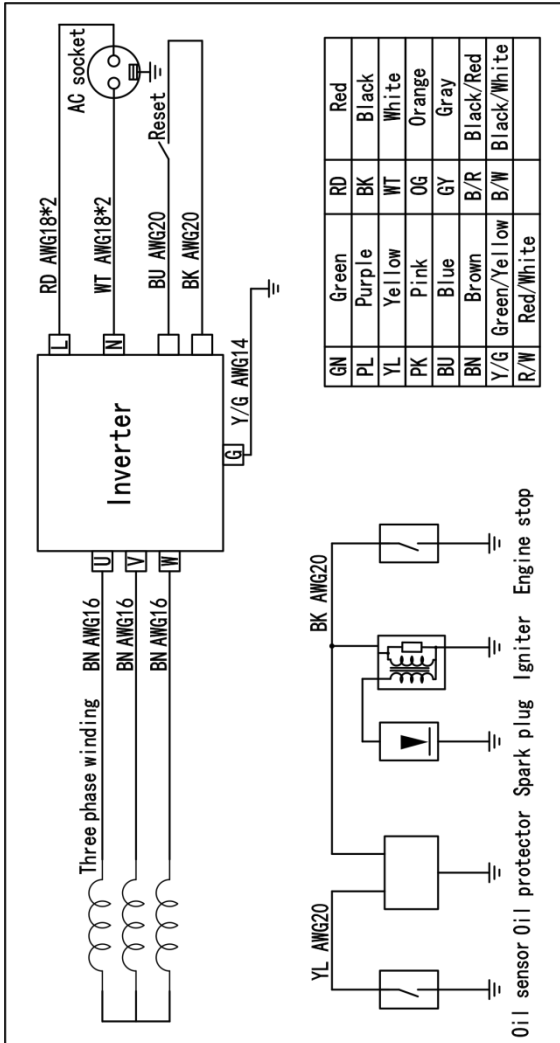 Three phase winding
BN AWG16
BN AWG16
BN AWG16
U
V
W
Inverter
L
N
G
RD AWG18*2
WT AWG18*2
BU AWG20
BK AWG20
Y/G AWG14
AC socket
Reset
YL AWG20
BK AWG20
Oil sensor
Oil protector
Spark plug
Igniter
Engine stop
GN Green RD Red
PL Purple BK Black
YL Yellow WT White
PK Pink OG Orange
BU Blue GY Gray
BN Brown B/R Black/Red
Y/G Green/Yellow B/W Black/White
R/W Red/White